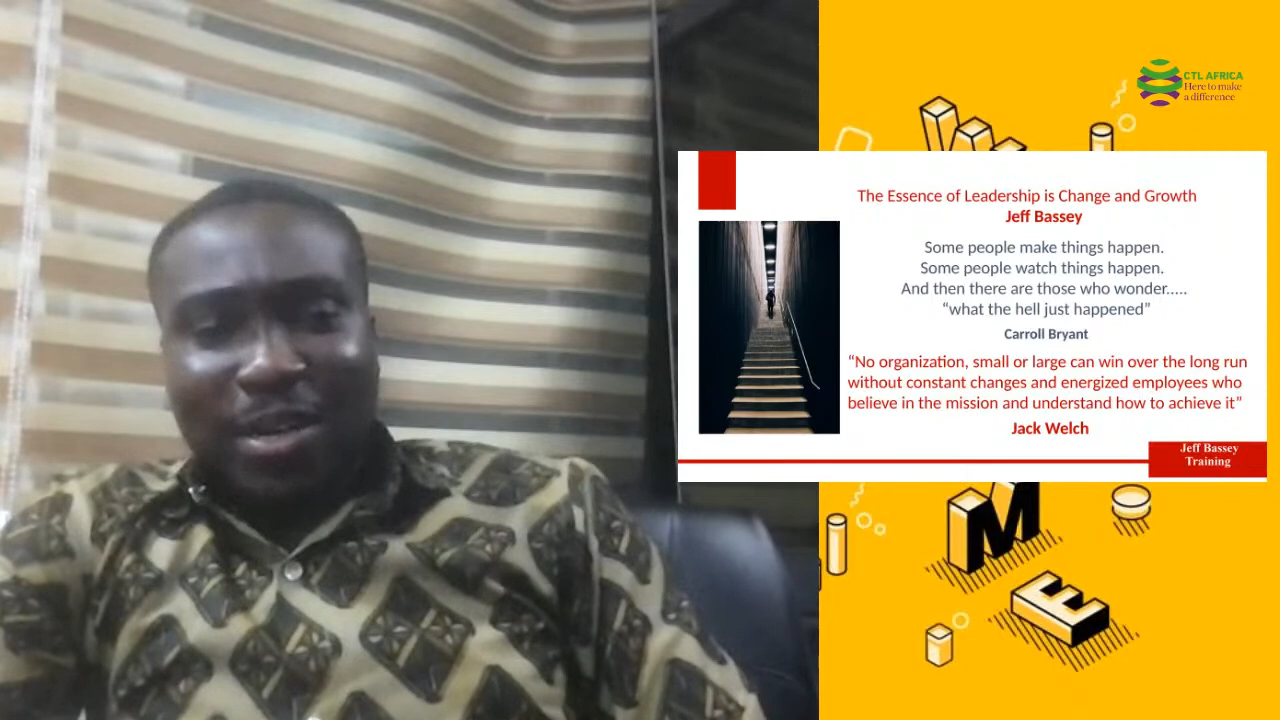 CTL AFRICA
Here to make
a difference
The Essence of Leadership is Change and Growth
Jeff Bassey
Some people make things happen.
Some people watch things happen.
And then there are those who wonder.....
“what the hell just happened”
Carroll Bryant
“No organization, small or large can win over the long run
without constant changes and energized employees who
believe in the mission and understand how to achieve it”
Jack Welch
Jeff Bassey
Training
M
E